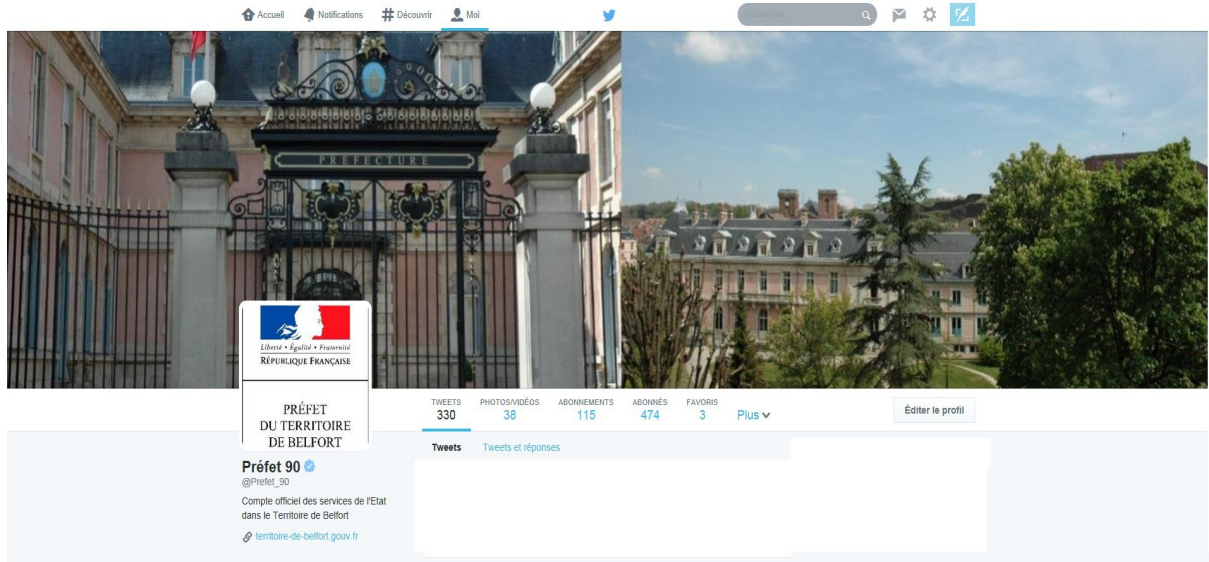 Accueil Notifications Découvrir Moi
PREFECTURE
Liberté • Égalité • Fraternité
RÉPUBLIQUE FRANÇAISE
PRÉFET
DU TERRITOIRE
DE BELFORT
TWEETS PHOTOS/VIDÉOS ABONNEMENTS ABONNÉS FAVORIS
330 38 115 474 3 Plus
Éditer le profil
Tweets Tweets et réponses
Préfet 90
@Prefet_90
Compte officiel des services de l'Etat
dans le Territoire de Belfort
territoire-de-belfort.gouv.fr